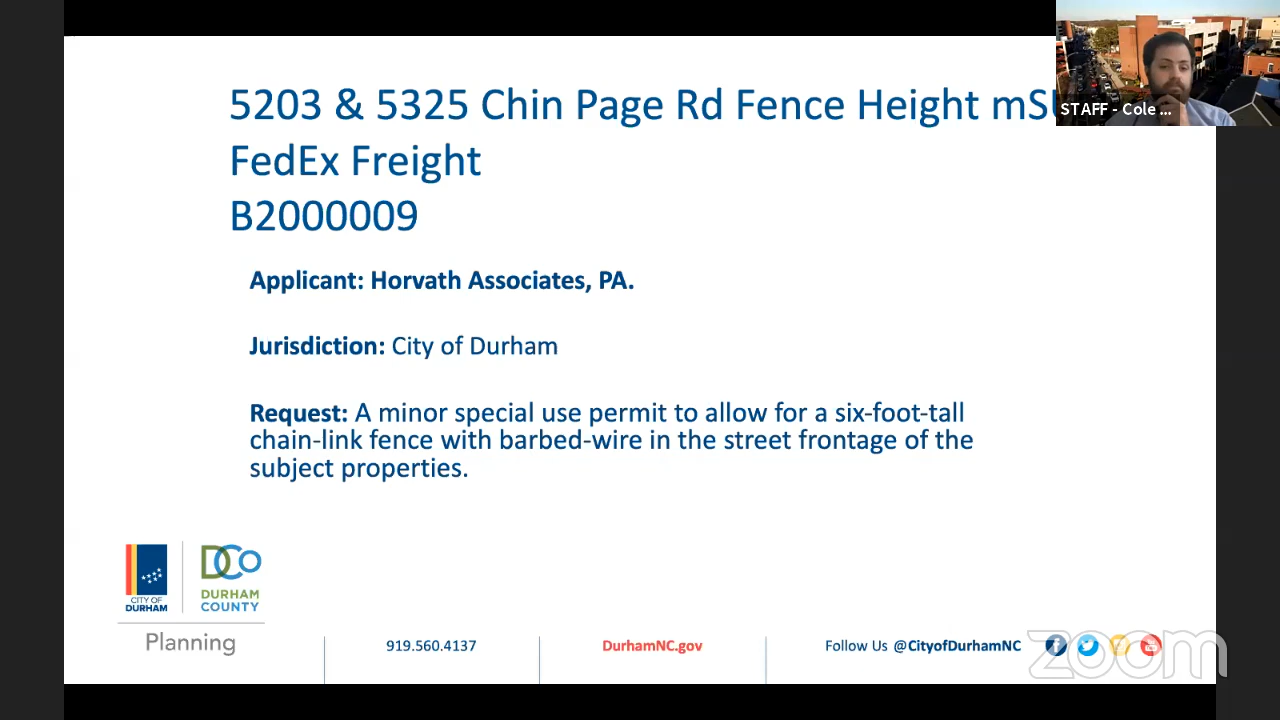 5203 & 5325 Chin Page Rd Fence Height
STAFF - Cole ...
FedEx Freight
B2000009
Applicant: Horvath Associates, PA.
Jurisdiction: City of Durham
Request: A minor special use permit to allow for a six-foot-tall
chain-link fence with barbed-wire in the street frontage of the
subject properties.
CITY OF
DURHAM
DCO
DURHAM
COUNTY
Planning
919.560.4137
DurhamNC.gov
Follow Us @CityofDurhamNC
zoom